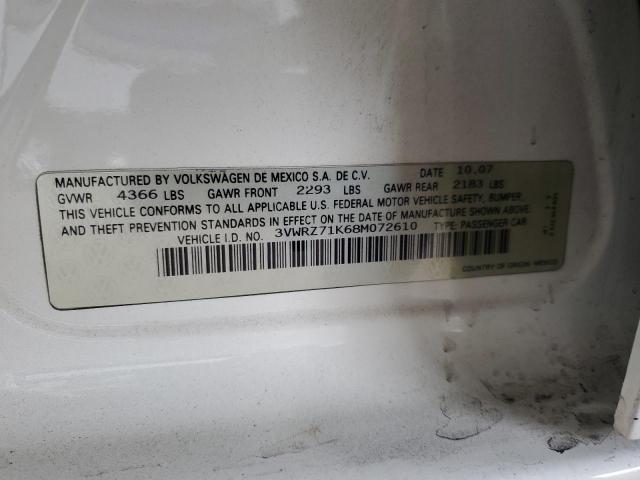 MANUFACTURED BY VOLKSWAGEN DE MEXICO S.A. DE C.V. DATE 10.07
GVWR 4366 LBS GAWR FRONT 2293 LBS GAWR REAR 2183 LBS
THIS VEHICLE CONFORMS TO ALL APPLICABLE U.S. FEDERAL MOTOR VEHICLE SAFETY, BUMPER,
AND THEFT PREVENTION STANDARDS IN EFFECT ON THE DATE OF MANUFACTURE SHOWN ABOVE.
VEHICLE I.D. NO. 3VWRZ71K68M072610 TYPE: PASSENGER CAR
COUNTRY OF ORIGIN: MEXICO